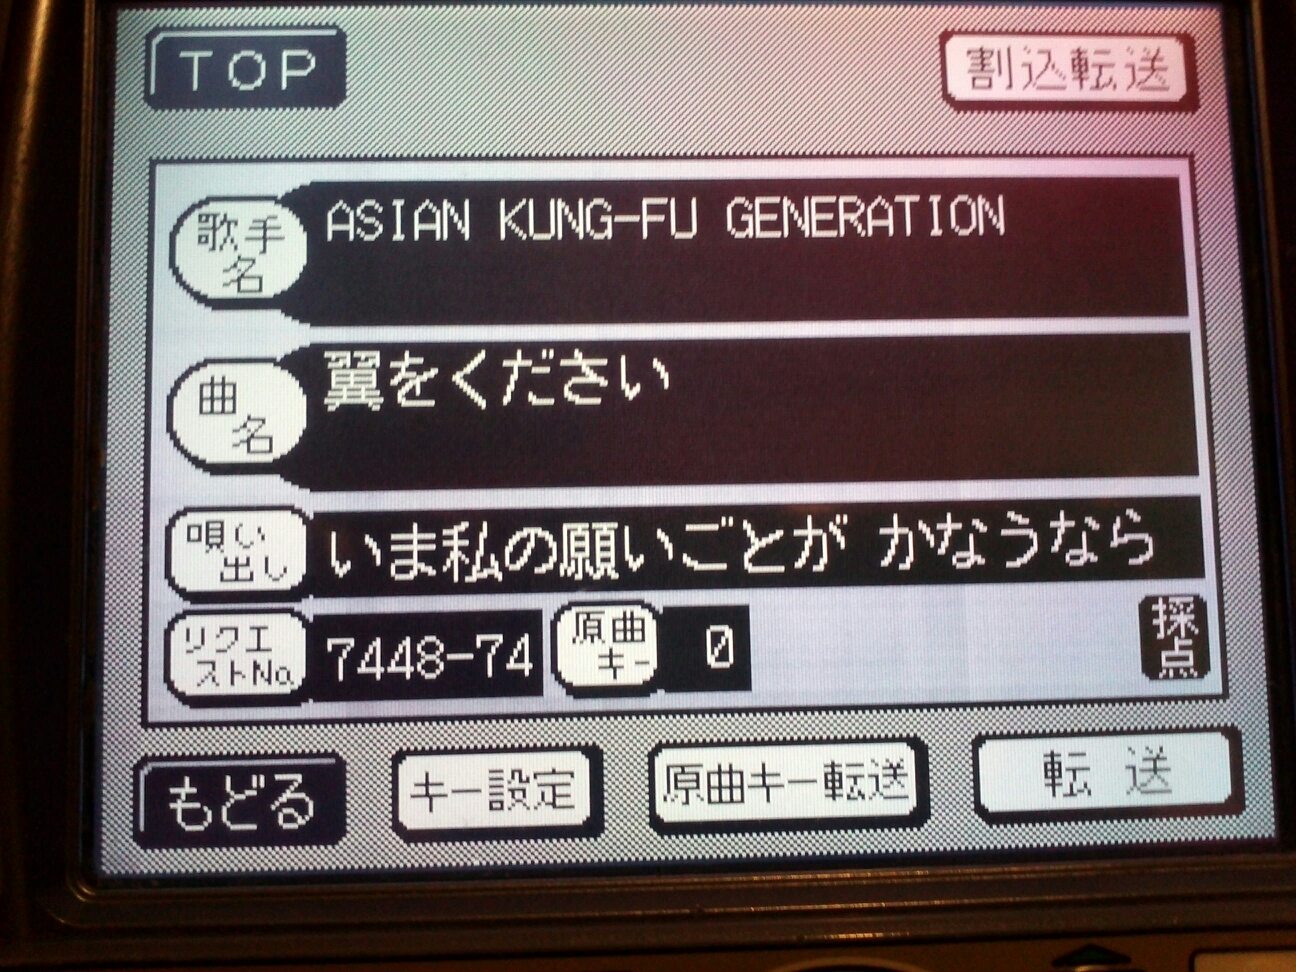 TOP
割込転送
歌手名
ASIAN KUNG-FU GENERATION
曲名
翼をください
唄い出し
いま私の願いごとが かなうなら
リクエストNo.
7448-74
原曲キー
0
採点
もどる
キー設定
原曲キー転送
転送